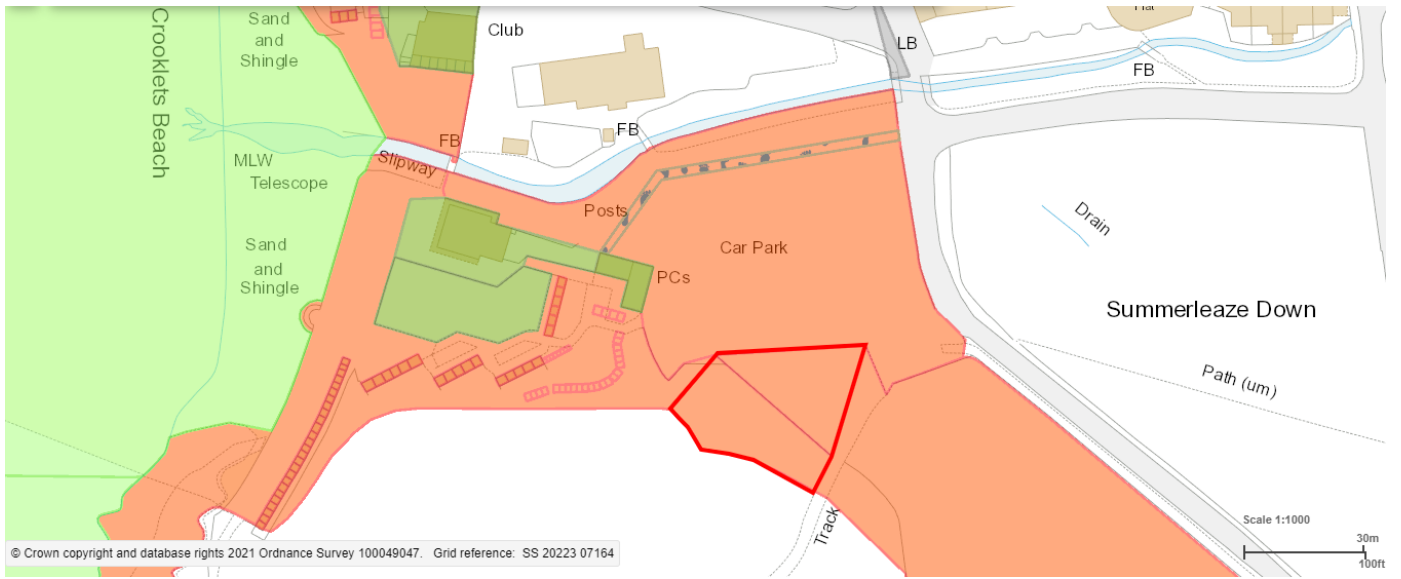 Crooklets Beach
Sand
and
Shingle
Club
LB
FB
FB
FB
MLW
Telescope
Slipway
Posts
Drain
Sand
and
Shingle
Car Park
PCs
Summerleaze Down
Path (um)
Track
Scale 1:1000
30m
100ft
© Crown copyright and database rights 2021 Ordnance Survey 100049047. Grid reference: SS 20223 07164